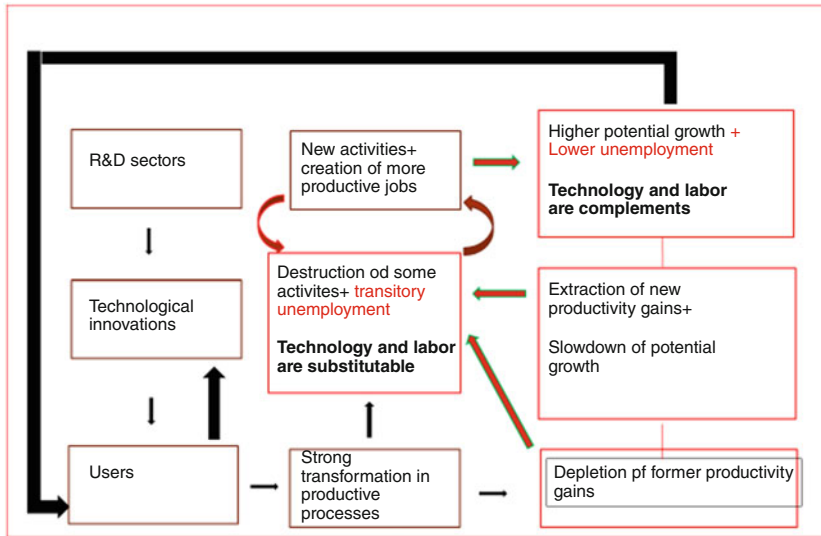 R&D sectors
New activities+
creation of more
productive jobs
Higher potential growth +
Lower unemployment
Technology and labor
are complements
Technological
innovations
Destruction od some
activites+ transitory
unemployment
Technology and labor
are substitutable
Extraction of new
productivity gains+
Slowdown of potential
growth
Users
Strong
transformation in
productive
processes
Depletion pf former productivity
gains